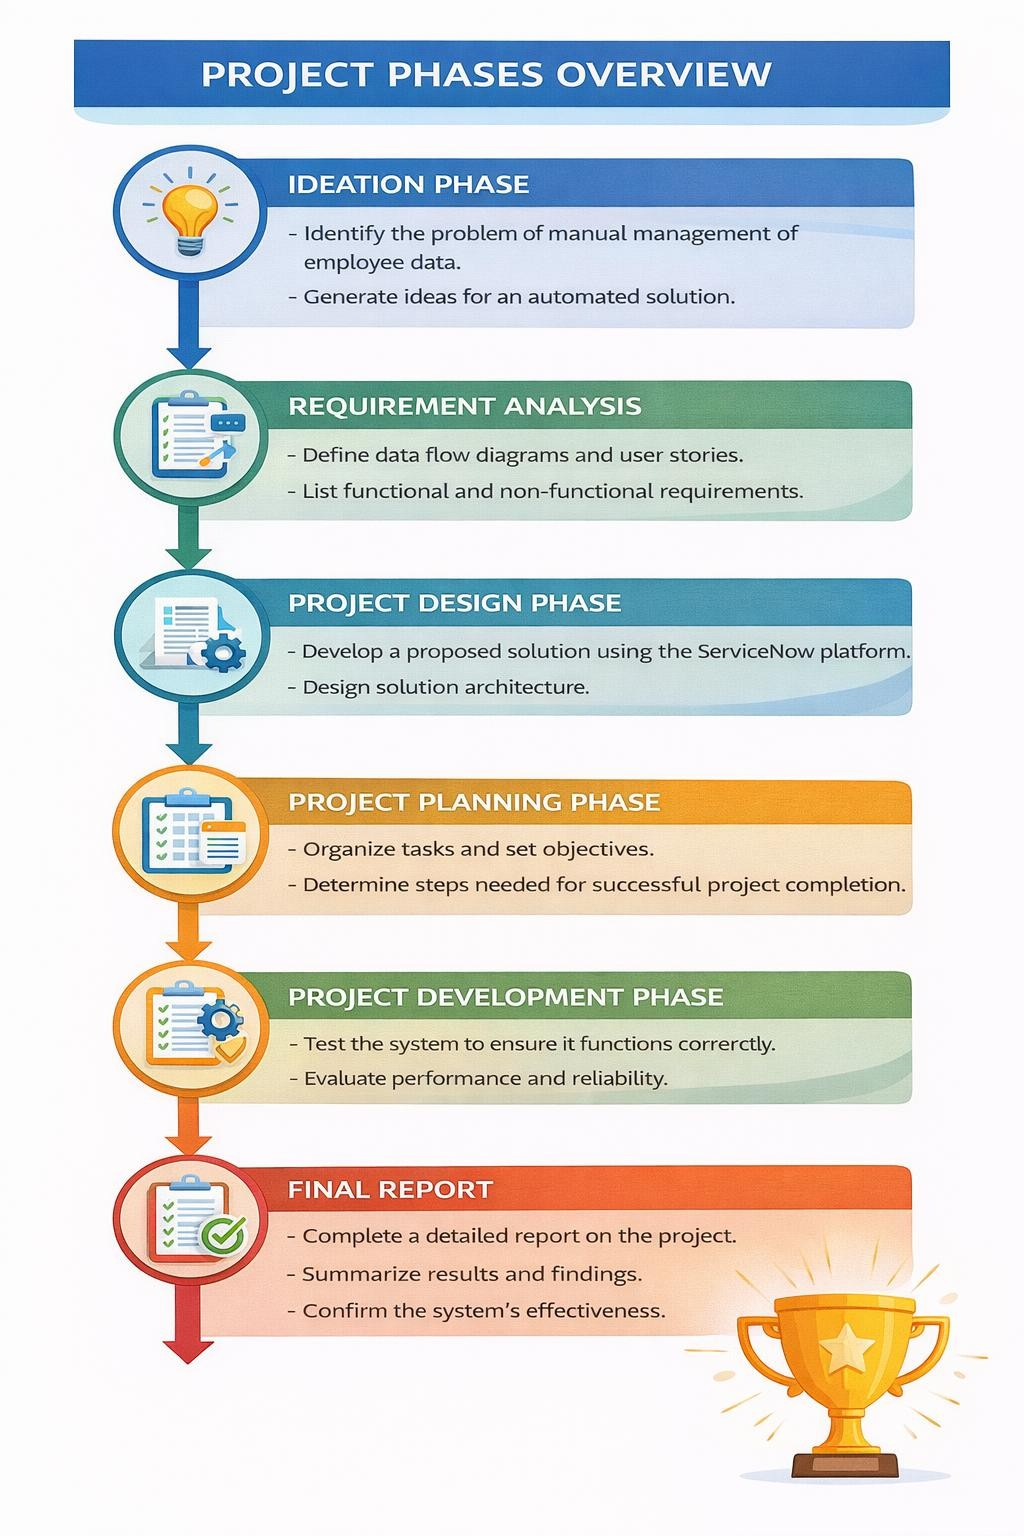 PROJECT PHASES OVERVIEW
IDEATION PHASE
- Identify the problem of manual management of
employee data.
- Generate ideas for an automated solution.
REQUIREMENT ANALYSIS
- Define data flow diagrams and user stories.
- List functional and non-functional requirements.
PROJECT DESIGN PHASE
- Develop a proposed solution using the ServiceNow platform.
- Design solution architecture.
PROJECT PLANNING PHASE
- Organize tasks and set objectives.
- Determine steps needed for successful project completion.
PROJECT DEVELOPMENT PHASE
- Test the system to ensure it functions correrctly.
- Evaluate performance and reliability.
FINAL REPORT
- Complete a detailed report on the project.
- Summarize results and findings.
- Confirm the system's effectiveness.